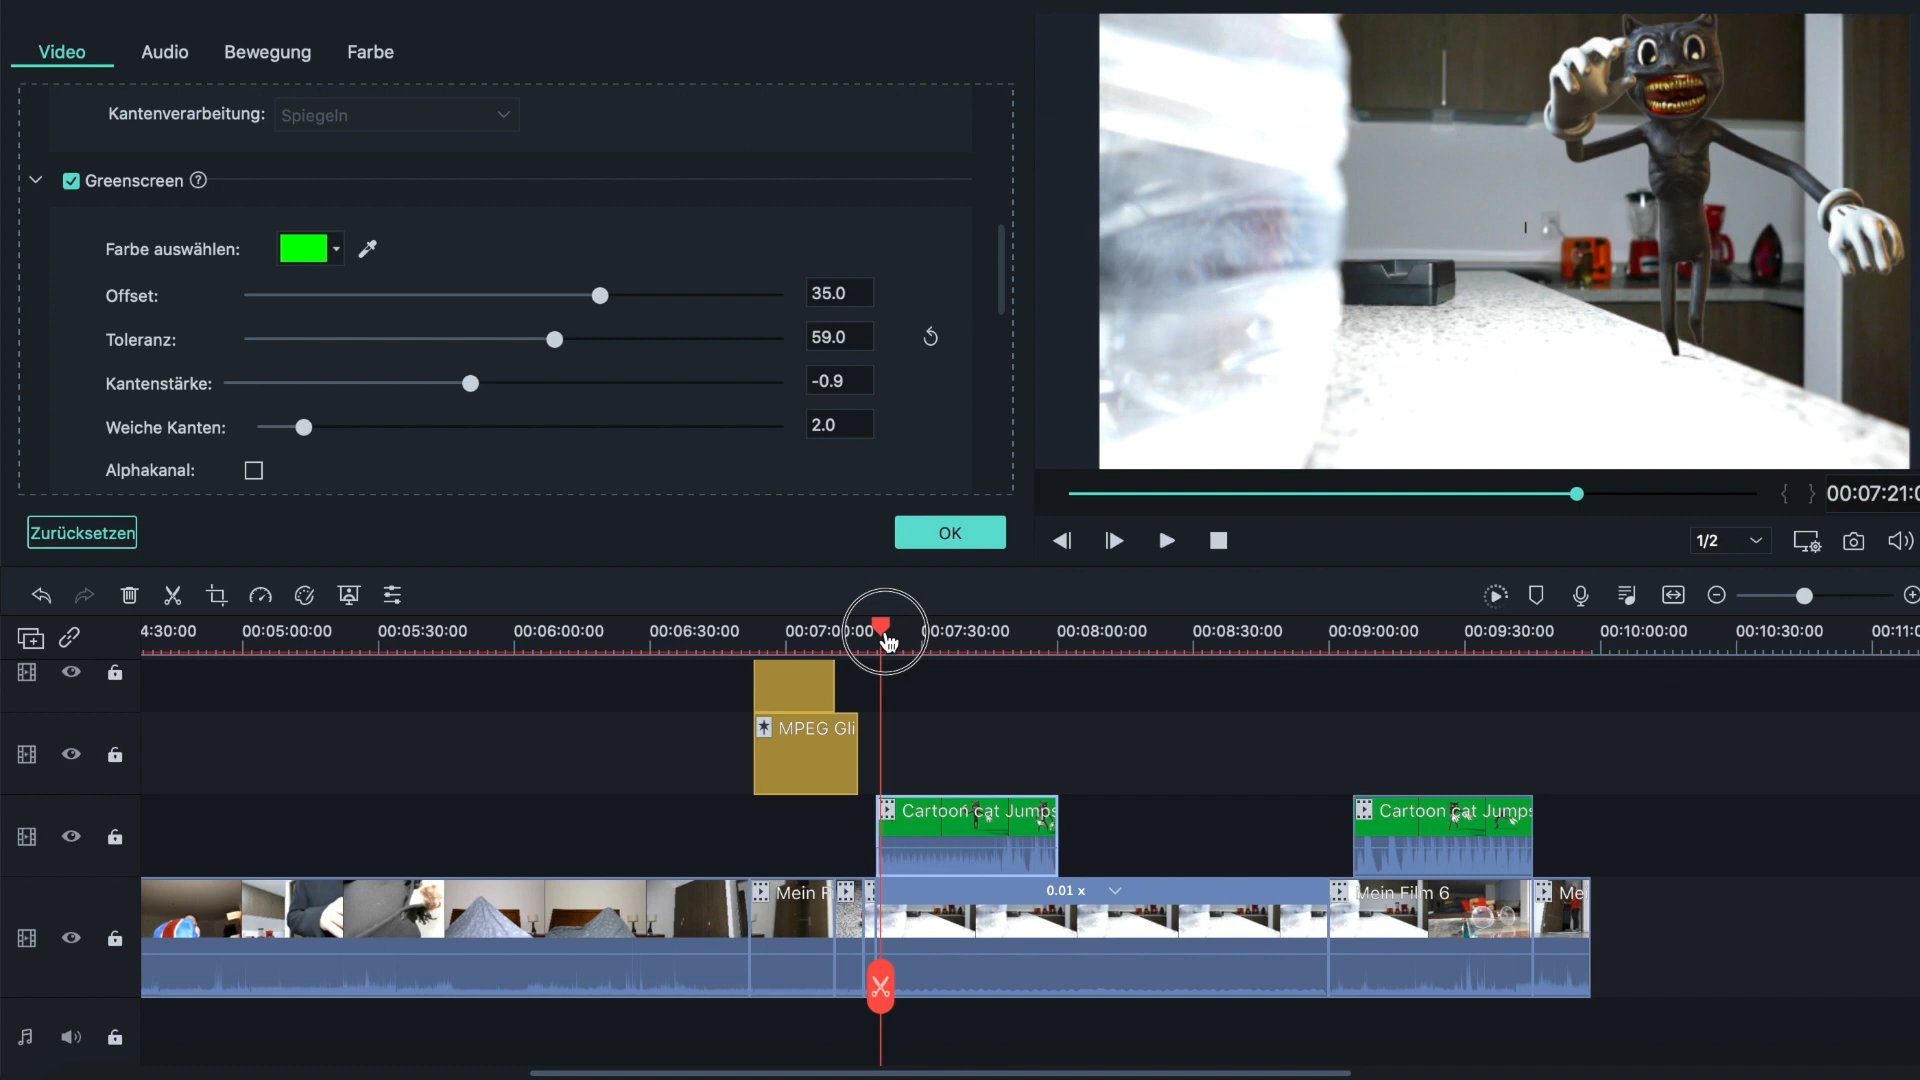 Video Audio Bewegung Farbe
Kantenverarbeitung: Spiegeln
Greenscreen ?
Farbe auswählen:
Offset: 35.0
Toleranz: 59.0
Kantenstärke: -0.9
Weiche Kanten: 2.0
Alphakanal:
Zurücksetzen OK
{ } 00:07:21:0
1/2
4:30:00 00:05:00:00 00:05:30:00 00:06:00:00 00:06:30:00 00:07:00:00 00:07:30:00 00:08:00:00 00:08:30:00 00:09:00:00 00:09:30:00 00:10:00:00 00:10:30:00 00:11:0
MPEG Gli
Cartoon cat Jumps Cartoon cat Jumps
Mein F 0.01 x Mein Film 6 Me